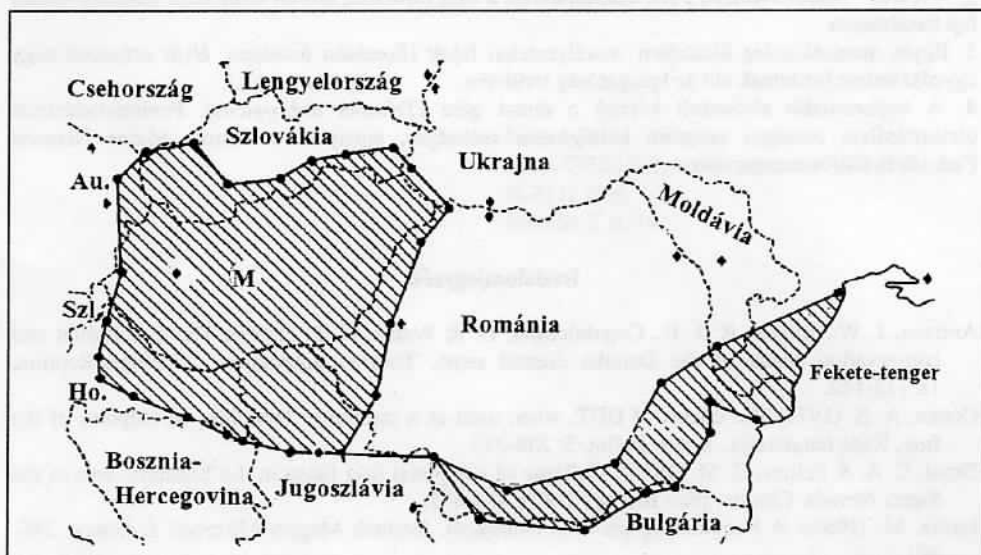 Csehország
Lengyelország
Szlovákia
Ukrajna
Au.
Moldávia
M
Szl.
Románia
Fekete-tenger
Ho.
Bosznia-
Hercegovina
Jugoszlávia
Bulgária